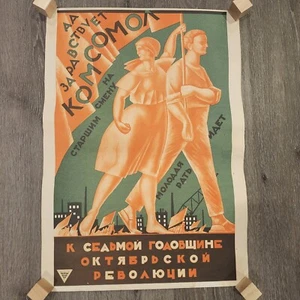 ДА
ЗДРАВСТВУЕТ
КОМСОМОЛ
СТАРШИМ НА
СМЕНУ
МОЛОДАЯ
РАТЬ ИДЕТ
К СЕДЬМОЙ ГОДОВЩИНЕ
ОКТЯБРЬСКОЙ
РЕВОЛЮЦИИ